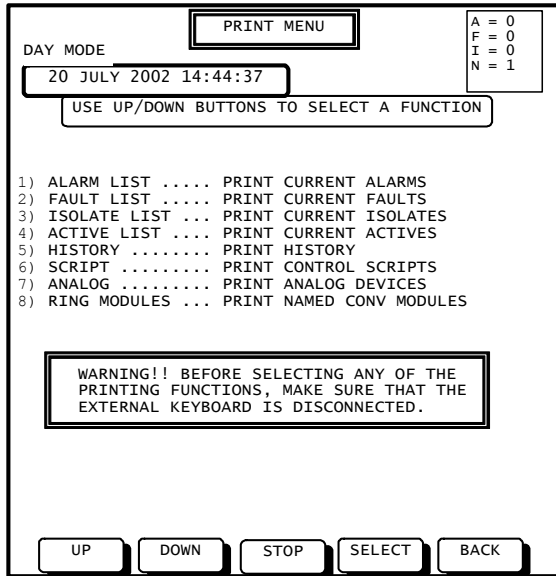 PRINT MENU
DAY MODE
A = 0
F = 0
I = 0
N = 1
20 JULY 2002 14:44:37
USE UP/DOWN BUTTONS TO SELECT A FUNCTION
1) ALARM LIST ..... PRINT CURRENT ALARMS
2) FAULT LIST ..... PRINT CURRENT FAULTS
3) ISOLATE LIST ... PRINT CURRENT ISOLATES
4) ACTIVE LIST .... PRINT CURRENT ACTIVES
5) HISTORY ........ PRINT HISTORY
6) SCRIPT ......... PRINT CONTROL SCRIPTS
7) ANALOG ......... PRINT ANALOG DEVICES
8) RING MODULES ... PRINT NAMED CONV MODULES
WARNING!! BEFORE SELECTING ANY OF THE
PRINTING FUNCTIONS, MAKE SURE THAT THE
EXTERNAL KEYBOARD IS DISCONNECTED.
UP DOWN STOP SELECT BACK